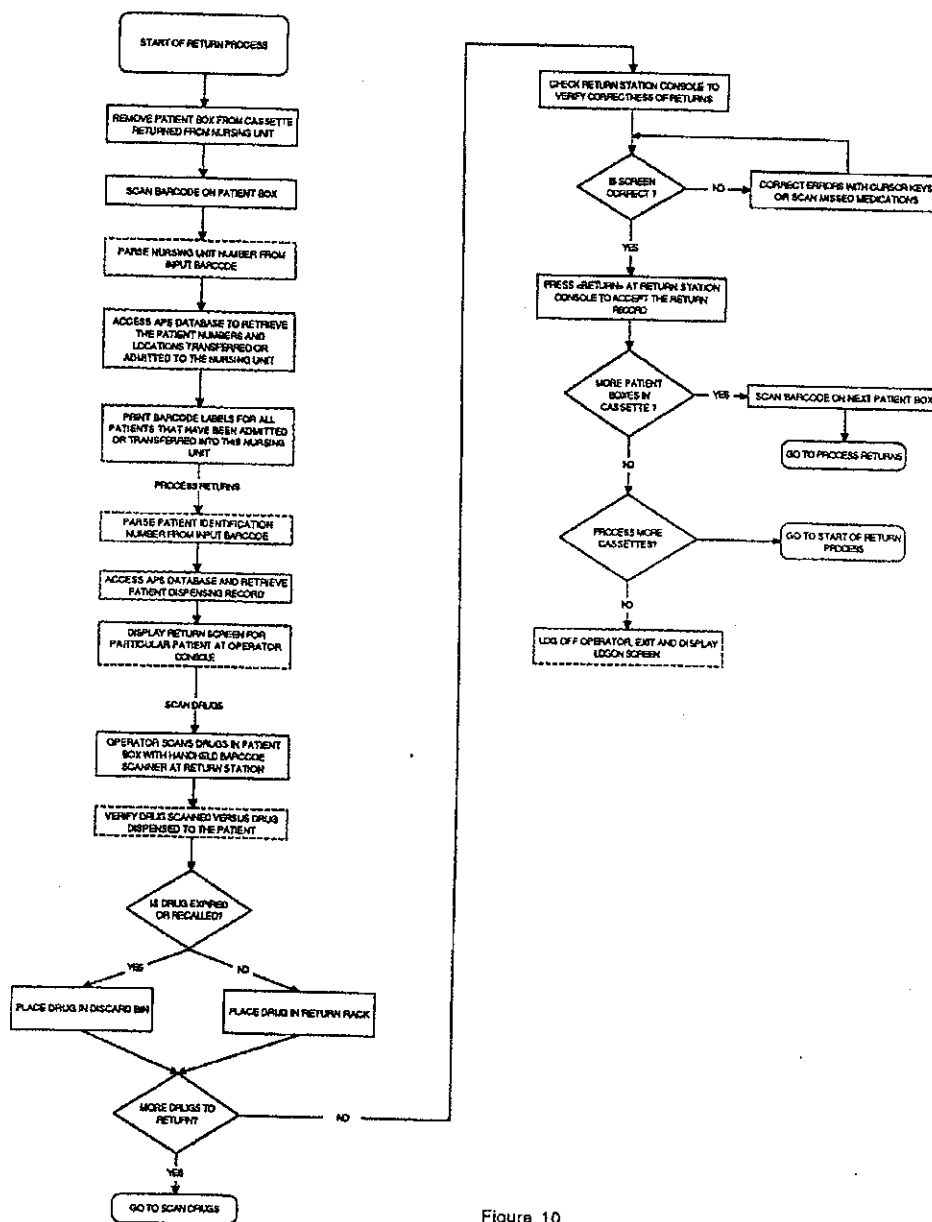 START OF RETURN PROCESS
REMOVE PATIENT BOX FROM CASSETTE
RETURNED FROM NURSING UNIT
SCAN BARCODE ON PATIENT BOX
PARSE NURSING UNIT NUMBER FROM
INPUT BARCODE
ACCESS APS DATABASE TO RETRIEVE
THE PATIENT NUMBERS AND
LOCATIONS TRANSFERRED OR
ADMITTED TO THE NURSING UNIT
PRINT BARCODE LABELS FOR ALL
PATIENTS THAT HAVE BEEN ADMITTED
OR TRANSFERRED INTO THIS NURSING
UNIT
PROCESS RETURNS
PARSE PATIENT IDENTIFICATION
NUMBER FROM INPUT BARCODE
ACCESS APS DATABASE AND RETRIEVE
PATIENT DISPENSING RECORD
DISPLAY RETURN SCREEN FOR
PARTICULAR PATIENT AT OPERATOR
CONSOLE
SCAN DRUGS
OPERATOR SCANS DRUGS IN PATIENT
BOX WITH HANDHELD BARCODE
SCANNER AT RETURN STATION
VERIFY DRUG SCANNED VERSUS DRUG
DISPENSED TO THE PATIENT
IS DRUG EXPIRED
OR RECALLED?
YES
NO
PLACE DRUG IN DISCARD BIN
PLACE DRUG IN RETURN RACK
MORE DRUGS TO
RETURN?
NO
YES
GO TO SCAN DRUGS
CHECK RETURN STATION CONSOLE TO
VERIFY CORRECTNESS OF RETURNS
IS SCREEN
CORRECT ?
NO
CORRECT ERRORS WITH CURSOR KEYS
OR SCAN MISSED MEDICATIONS
YES
PRESS «RETURN» AT RETURN STATION
CONSOLE TO ACCEPT THE RETURN
RECORD
MORE PATIENT
BOXES IN
CASSETTE ?
YES
SCAN BARCODE ON NEXT PATIENT BOX
GO TO PROCESS RETURNS
NO
PROCESS MORE
CASSETTES?
GO TO START OF RETURN
PROCESS
NO
LOG OFF OPERATOR, EXIT AND DISPLAY
LOGON SCREEN
Figure 10